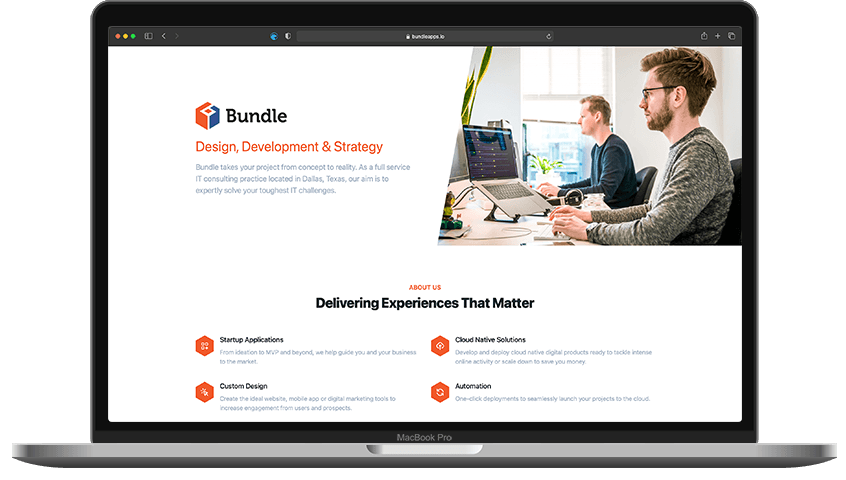 bundleapps.io
Bundle
Design, Development & Strategy
Bundle takes your project from concept to reality. As a full service
IT consulting practice located in Dallas, Texas, our aim is to
expertly solve your toughest IT challenges.
ABOUT US
Delivering Experiences That Matter
Startup Applications
From ideation to MVP and beyond, we help guide you and your business
to the market.
Cloud Native Solutions
Develop and deploy cloud native digital products ready to tackle intense
online activity or scale down to save you money.
Custom Design
Create the ideal website, mobile app or digital marketing tools to
increase engagement from users and prospects.
Automation
One-click deployments to seamlessly launch your projects to the cloud.
MacBook Pro